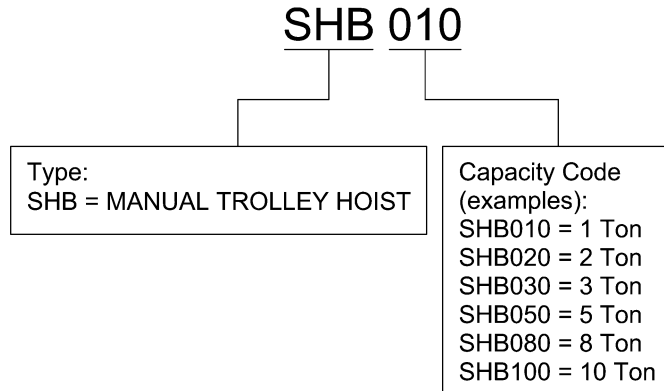 SHB 010
Type:
SHB = MANUAL TROLLEY HOIST
Capacity Code
(examples):
SHB010 = 1 Ton
SHB020 = 2 Ton
SHB030 = 3 Ton
SHB050 = 5 Ton
SHB080 = 8 Ton
SHB100 = 10 Ton